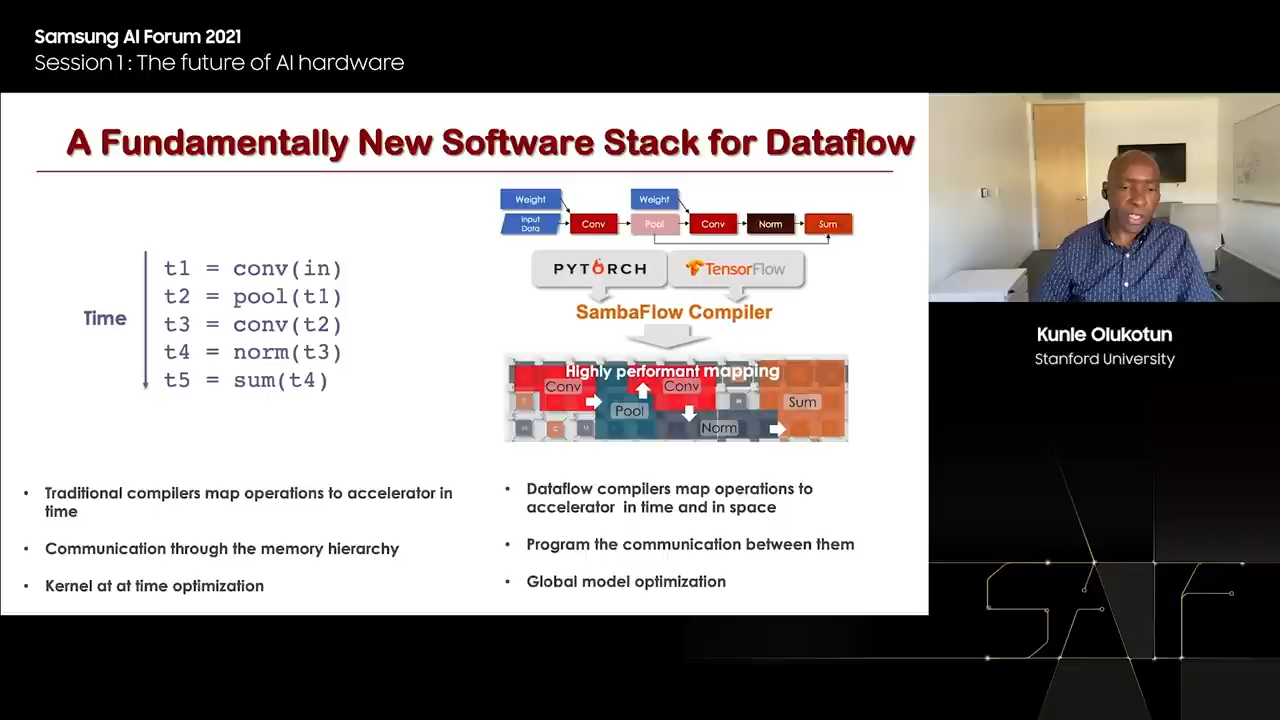 Samsung AI Forum 2021
Session 1 : The future of AI hardware
A Fundamentally New Software Stack for Dataflow
Time
t1 = conv(in)
t2 = pool(t1)
t3 = conv(t2)
t4 = norm(t3)
t5 = sum(t4)
Weight
Weight
Input Data
Conv
Pool
Conv
Norm
Sum
PYTORCH
TensorFlow
SambaFlow Compiler
Highly performant mapping
Conv
Conv
Pool
Sum
Norm
Traditional compilers map operations to accelerator in
time
Communication through the memory hierarchy
Kernel at at time optimization
Dataflow compilers map operations to
accelerator in time and in space
Program the communication between them
Global model optimization
Kunle Olukotun
Stanford University